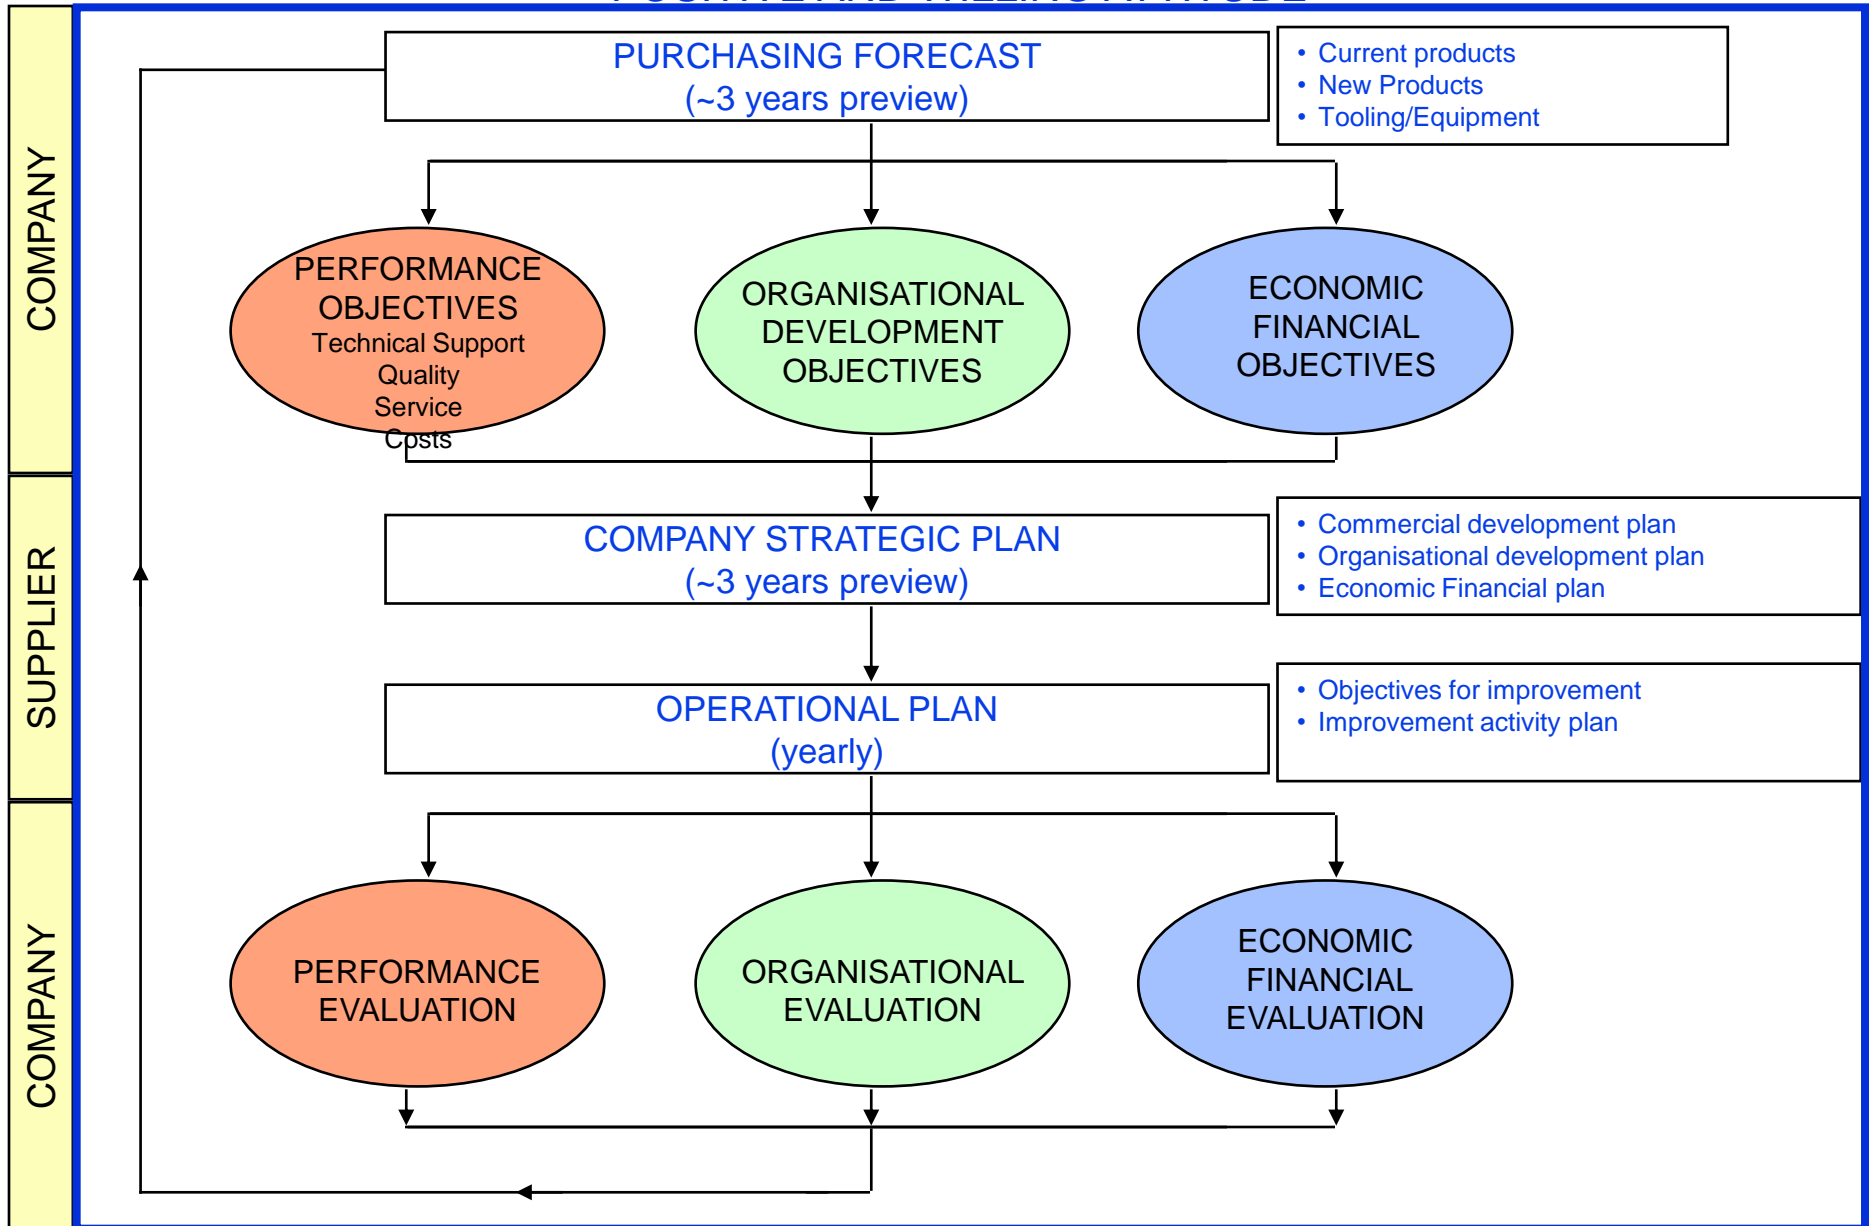 PURCHASING FORECAST
(~3 years preview)
• Current products
• New Products
• Tooling/Equipment
COMPANY
PERFORMANCE
OBJECTIVES
Technical Support
Quality
Service
Costs
ORGANISATIONAL
DEVELOPMENT
OBJECTIVES
ECONOMIC
FINANCIAL
OBJECTIVES
SUPPLIER
COMPANY STRATEGIC PLAN
(~3 years preview)
• Commercial development plan
• Organisational development plan
• Economic Financial plan
OPERATIONAL PLAN
(yearly)
• Objectives for improvement
• Improvement activity plan
COMPANY
PERFORMANCE
EVALUATION
ORGANISATIONAL
EVALUATION
ECONOMIC
FINANCIAL
EVALUATION